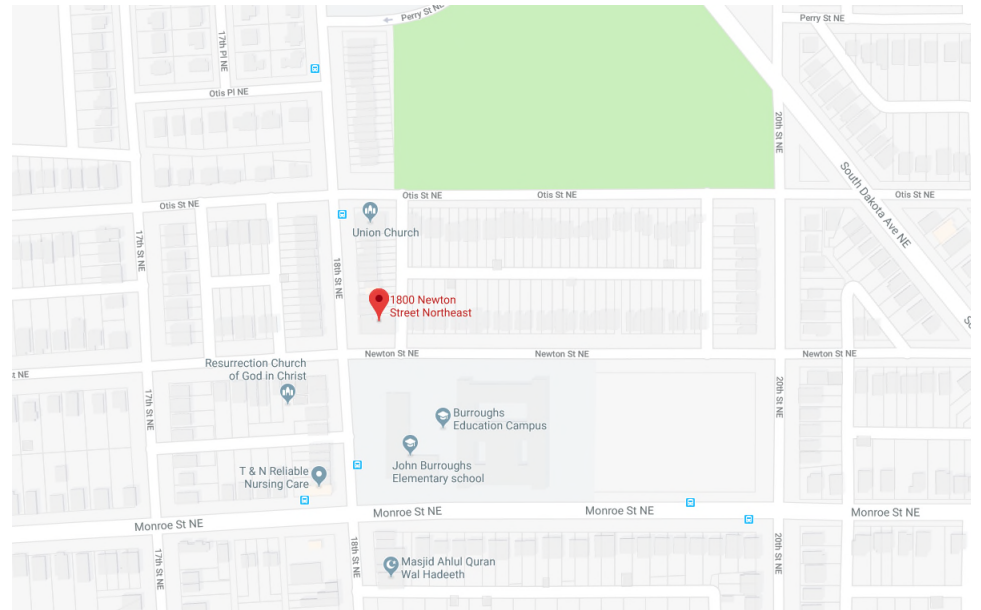 Perry St NE
Perry St NE
17th Pl NE
Otis Pl NE
20th St NE
South Dakota Ave NE
Otis St NE
Otis St NE
Otis St NE
Otis St NE
Union Church
17th St NE
18th St NE
1800 Newton
Street Northeast
Newton St NE
Newton St NE
Newton St NE
Resurrection Church
of God in Christ
t NE
17th St NE
20th St NE
Burroughs
Education Campus
John Burroughs
Elementary school
T & N Reliable
Nursing Care
Monroe St NE
Monroe St NE
Monroe St NE
Monroe St NE
17th St NE
18th St NE
20th St NE
Masjid Ahlul Quran
Wal Hadeeth